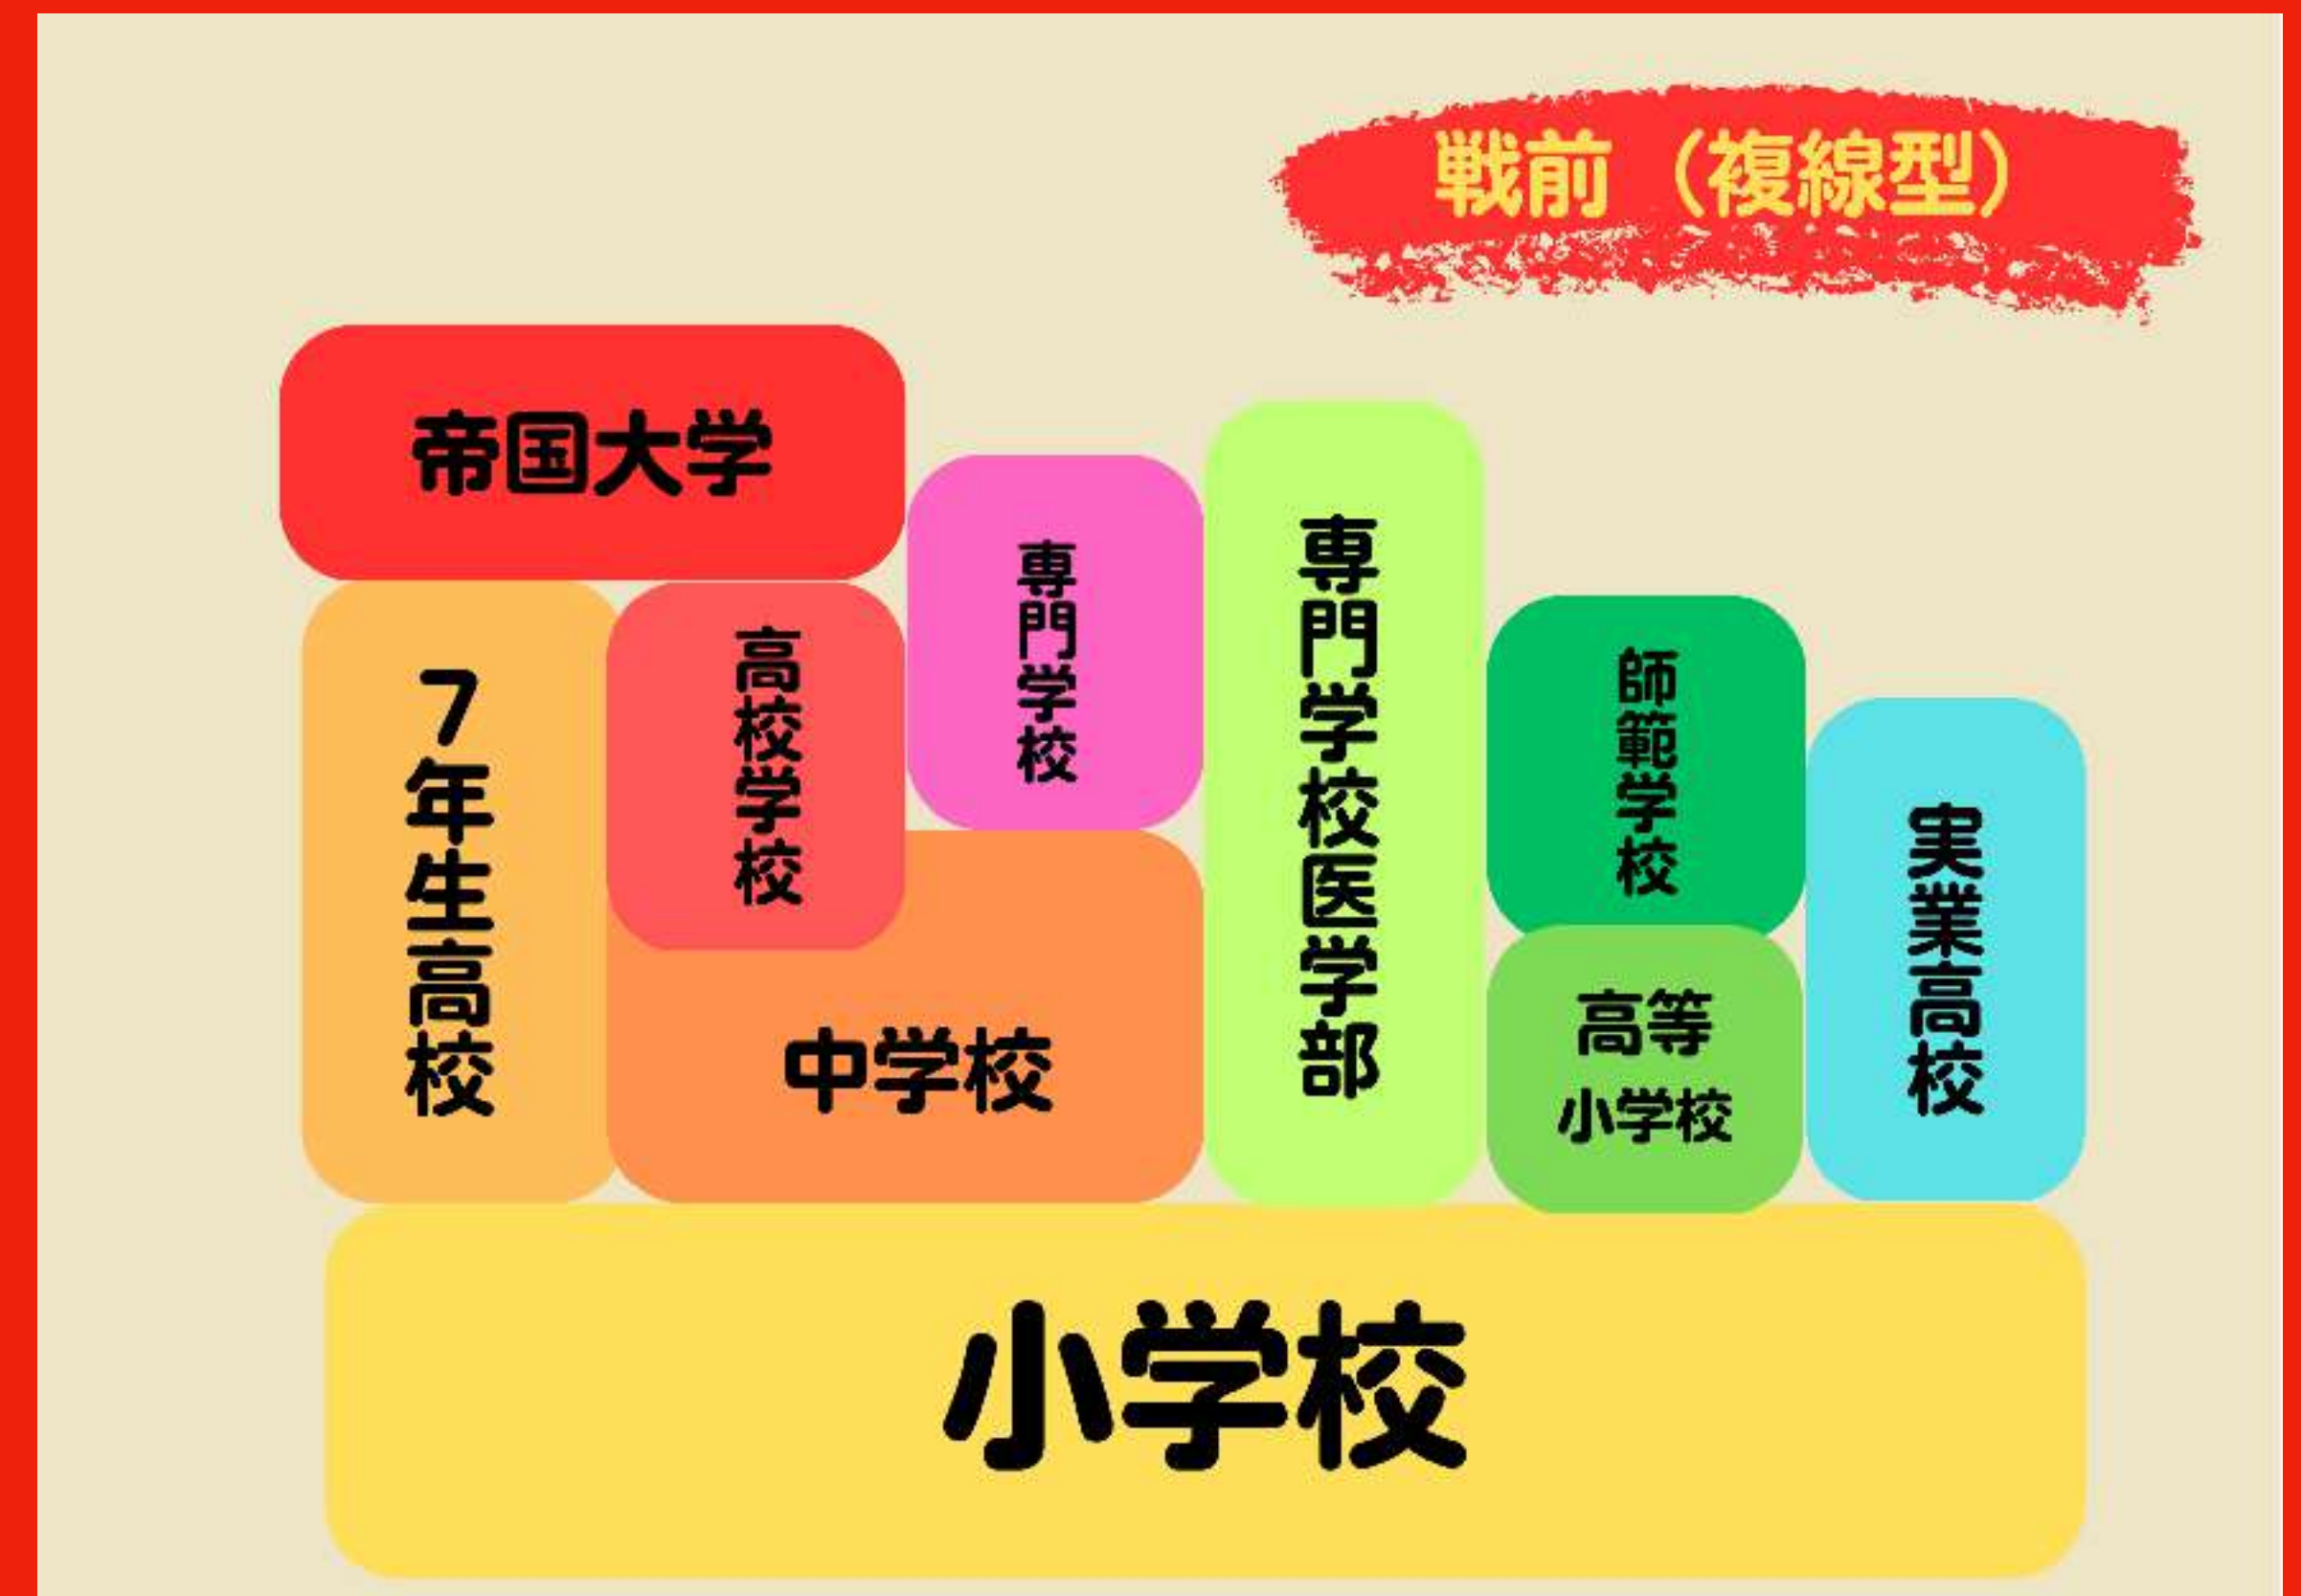 戦前（複線型）
帝国大学
専門学校
専門学校医学部
高校学校
師範学校
7年生高校
実業高校
高等
小学校
中学校
小学校